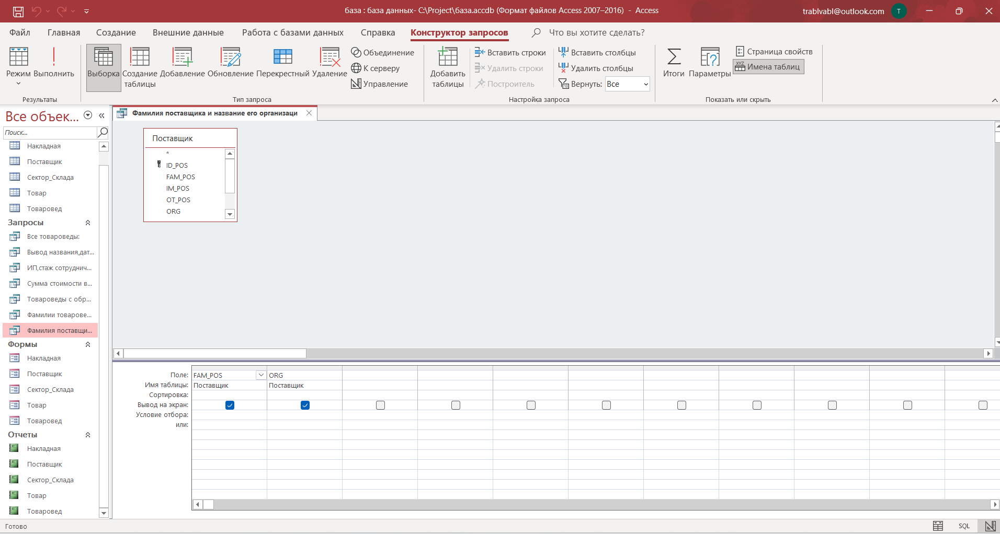 база : база данных- C:\Project\база.accdb (Формат файлов Access 2007–2016) - Access
trablvabl@outlook.com
T
Файл Главная Создание Внешние данные Работа с базами данных Справка Конструктор запросов Что вы хотите сделать?
Режим
Выполнить
Результаты
Выборка
Создание таблицы
Добавление
Обновление
Перекрестный
Удаление
Объединение
К серверу
Управление
Тип запроса
Добавить таблицы
Вставить строки
Удалить строки
Построитель
Вставить столбцы
Удалить столбцы
Вернуть: Все
Настройка запроса
Итоги
Параметры
Страница свойств
XYZ Имена таблиц
Показать или скрыть
Все объек...
Поиск...
Накладная
Поставщик
Сектор_Склада
Товар
Товаровед
Запросы
Все товароведы:
Вывод названия,дат...
ИП,стаж сотруднич...
Сумма стоимости в...
Товароведы с обр...
Фамилии товарове...
Фамилия поставщи...
Формы
Накладная
Поставщик
Сектор_Склада
Товар
Товаровед
Отчеты
Накладная
Поставщик
Сектор_Склада
Товар
Товаровед
Фамилия поставщика и название его организаци
Поставщик
*
ID_POS
FAM_POS
IM_POS
OT_POS
ORG
Поле: FAM_POS ORG
Имя таблицы: Поставщик Поставщик
Сортировка:
Вывод на экран:
Условие отбора:
или:
Готово
SQL